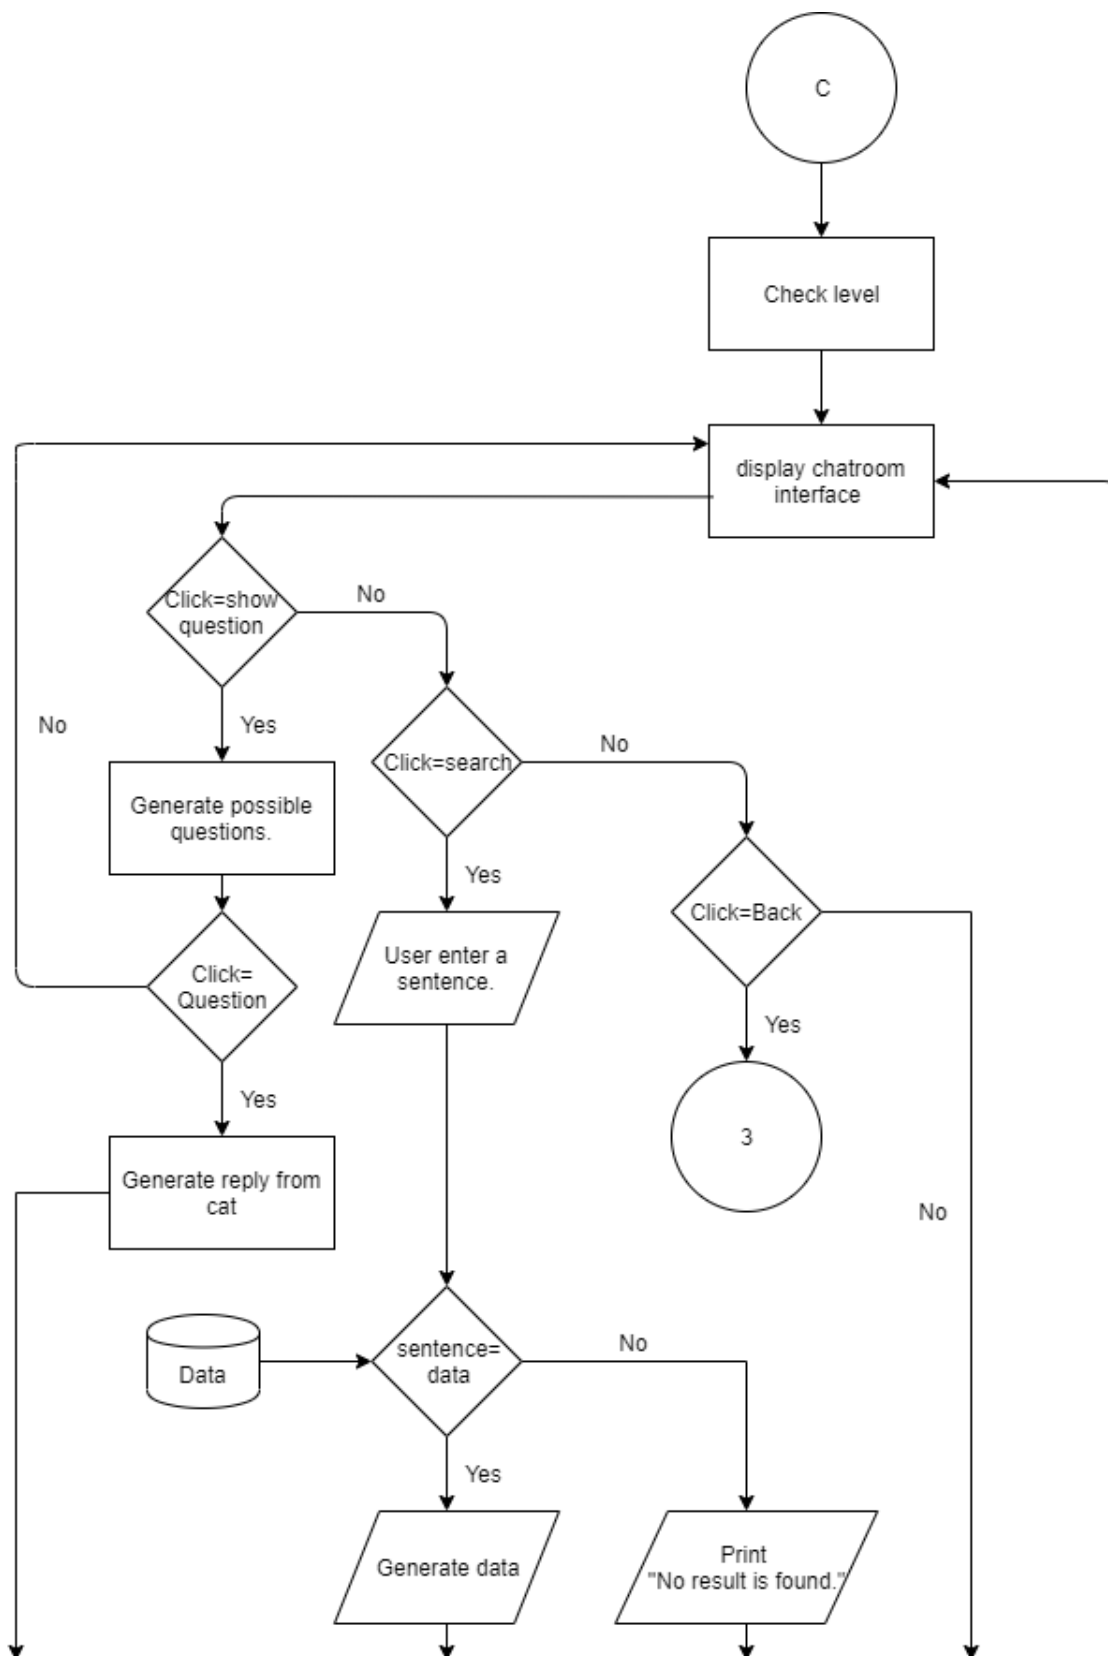 C
Check level
display chatroom
interface
Click=show
question
No
No
Yes
Click=search
No
Generate possible
questions.
Yes
Click=Back
User enter a
sentence.
Click=
Question
Yes
Yes
3
Generate reply from
cat
No
sentence=
data
No
Data
Yes
Generate data
Print
"No result is found."